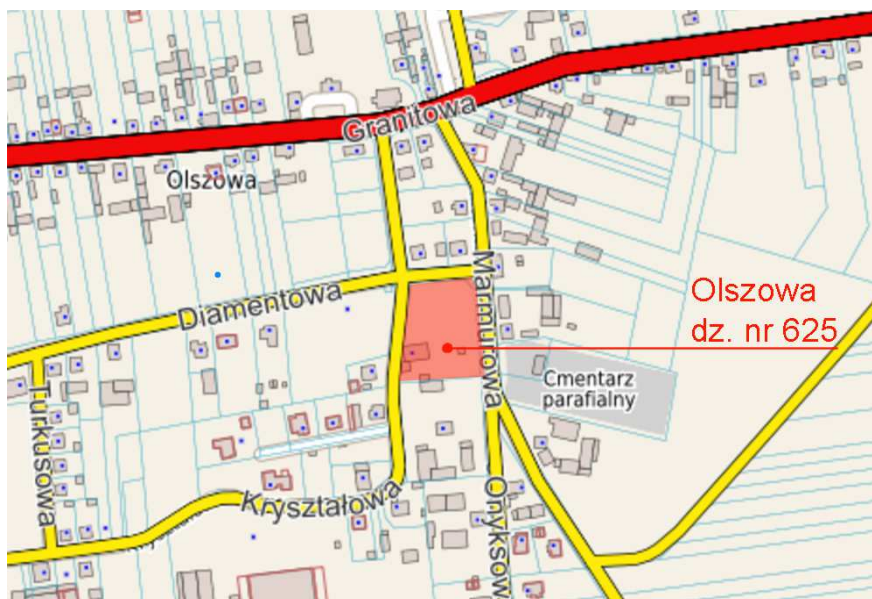 Granitowa
Olszowa
Diamentowa
Marmurowa
Olszowa
dz. nr 625
Cmentarz
parafialny
Turkusowa
Kryształowa
Onyksow